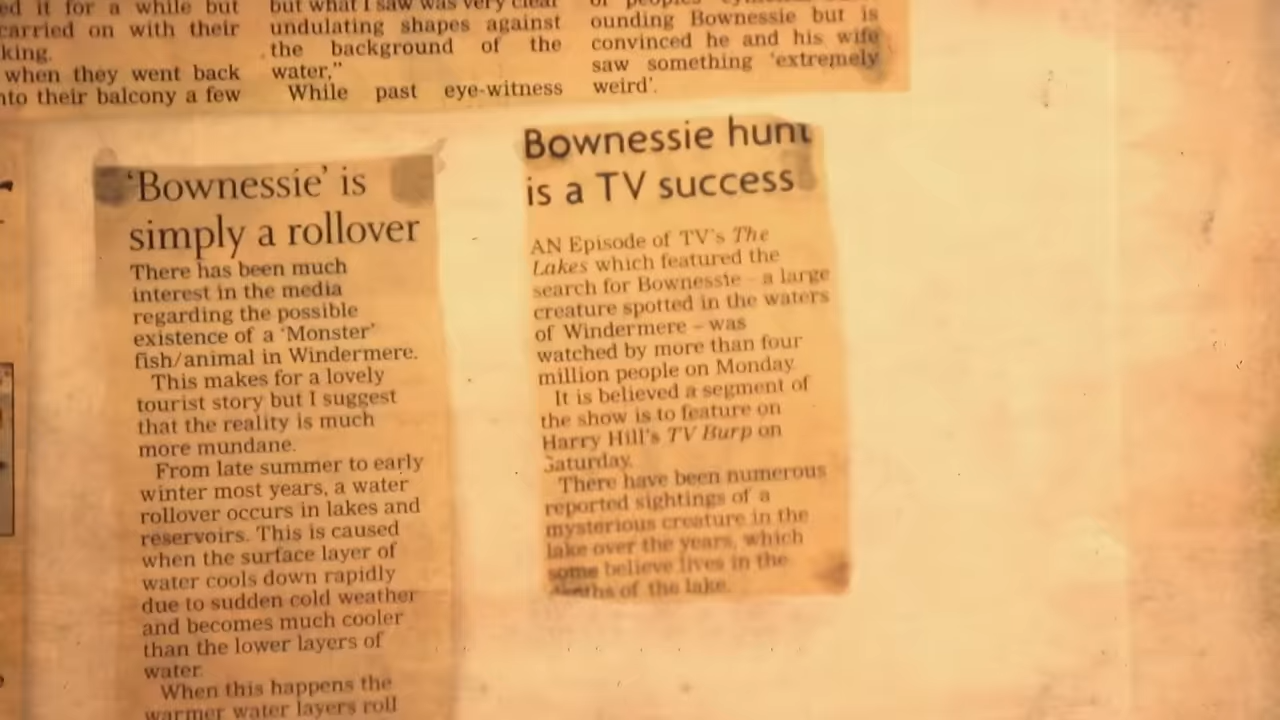 ed it for a while but
carried on with their
king.
when they went back
nto their balcony a few
but what I saw was very clear
undulating shapes against
the background of the
water,”
While past eye-witness
ounding Bownessie but is
convinced he and his wife
saw something ‘extremely
weird’.
‘Bownessie’ is
simply a rollover
There has been much
interest in the media
regarding the possible
existence of a ‘Monster’
fish/animal in Windermere.
This makes for a lovely
tourist story but I suggest
that the reality is much
more mundane.
From late summer to early
winter most years, a water
rollover occurs in lakes and
reservoirs. This is caused
when the surface layer of
water cools down rapidly
due to sudden cold weather
and becomes much cooler
than the lower layers of
water.
When this happens the
warmer water layers roll
Bownessie hunt
is a TV success
AN Episode of TV’s The
Lakes which featured the
search for Bownessie – a large
creature spotted in the waters
of Windermere – was
watched by more than four
million people on Monday.
It is believed a segment of
the show is to feature on
Harry Hill’s TV Burp on
Saturday.
There have been numerous
reported sightings of a
mysterious creature in the
lake over the years, which
some believe lives in the
depths of the lake.